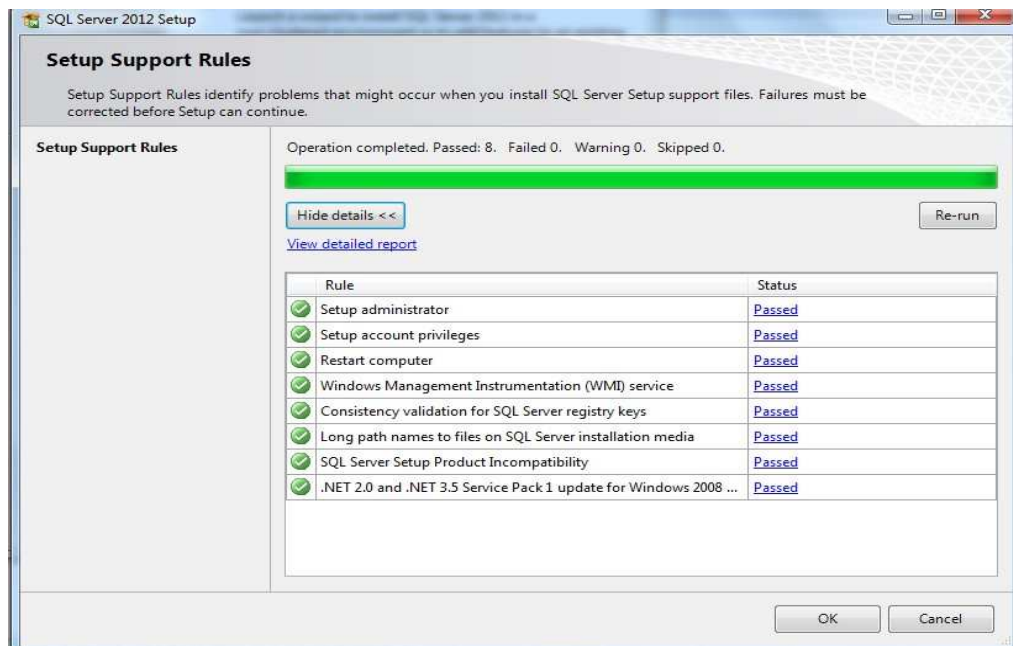 SQL Server 2012 Setup
Setup Support Rules
Setup Support Rules identify problems that might occur when you install SQL Server Setup support files. Failures must be
corrected before Setup can continue.
Setup Support Rules
Operation completed. Passed: 8. Failed 0. Warning 0. Skipped 0.
Hide details <<
Re-run
View detailed report
Rule Status
Setup administrator Passed
Setup account privileges Passed
Restart computer Passed
Windows Management Instrumentation (WMI) service Passed
Consistency validation for SQL Server registry keys Passed
Long path names to files on SQL Server installation media Passed
SQL Server Setup Product Incompatibility Passed
.NET 2.0 and .NET 3.5 Service Pack 1 update for Windows 2008 ... Passed
OK Cancel